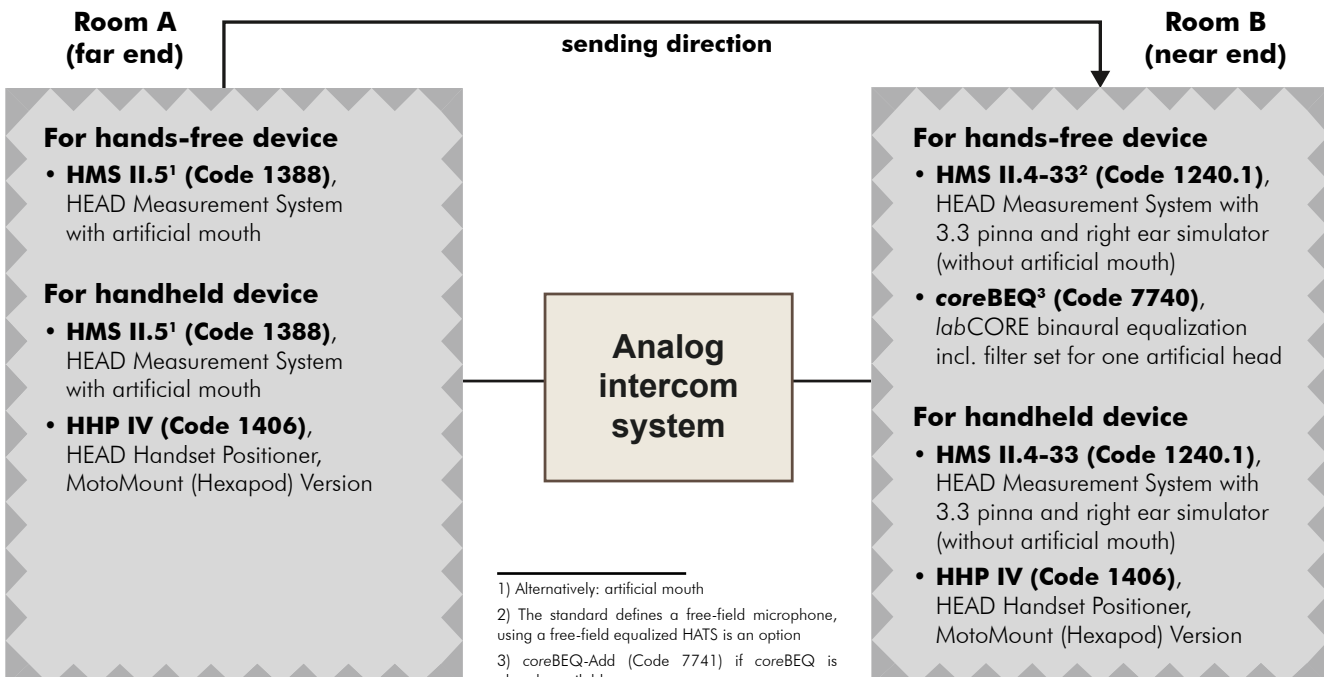 Room A
(far end)
sending direction
Room B
(near end)
For hands-free device
• HMS II.5¹ (Code 1388),
HEAD Measurement System
with artificial mouth
For handheld device
• HMS II.5¹ (Code 1388),
HEAD Measurement System
with artificial mouth
• HHP IV (Code 1406),
HEAD Handset Positioner,
MotoMount (Hexapod) Version
Analog
intercom
system
For hands-free device
• HMS II.4-33² (Code 1240.1),
HEAD Measurement System with
3.3 pinna and right ear simulator
(without artificial mouth)
• coreBEQ³ (Code 7740),
labCORE binaural equalization
incl. filter set for one artificial head
For handheld device
• HMS II.4-33 (Code 1240.1),
HEAD Measurement System with
3.3 pinna and right ear simulator
(without artificial mouth)
• HHP IV (Code 1406),
HEAD Handset Positioner,
MotoMount (Hexapod) Version
1) Alternatively: artificial mouth
2) The standard defines a free-field microphone,
using a free-field equalized HATS is an option
3) coreBEQ-Add (Code 7741) if coreBEQ is